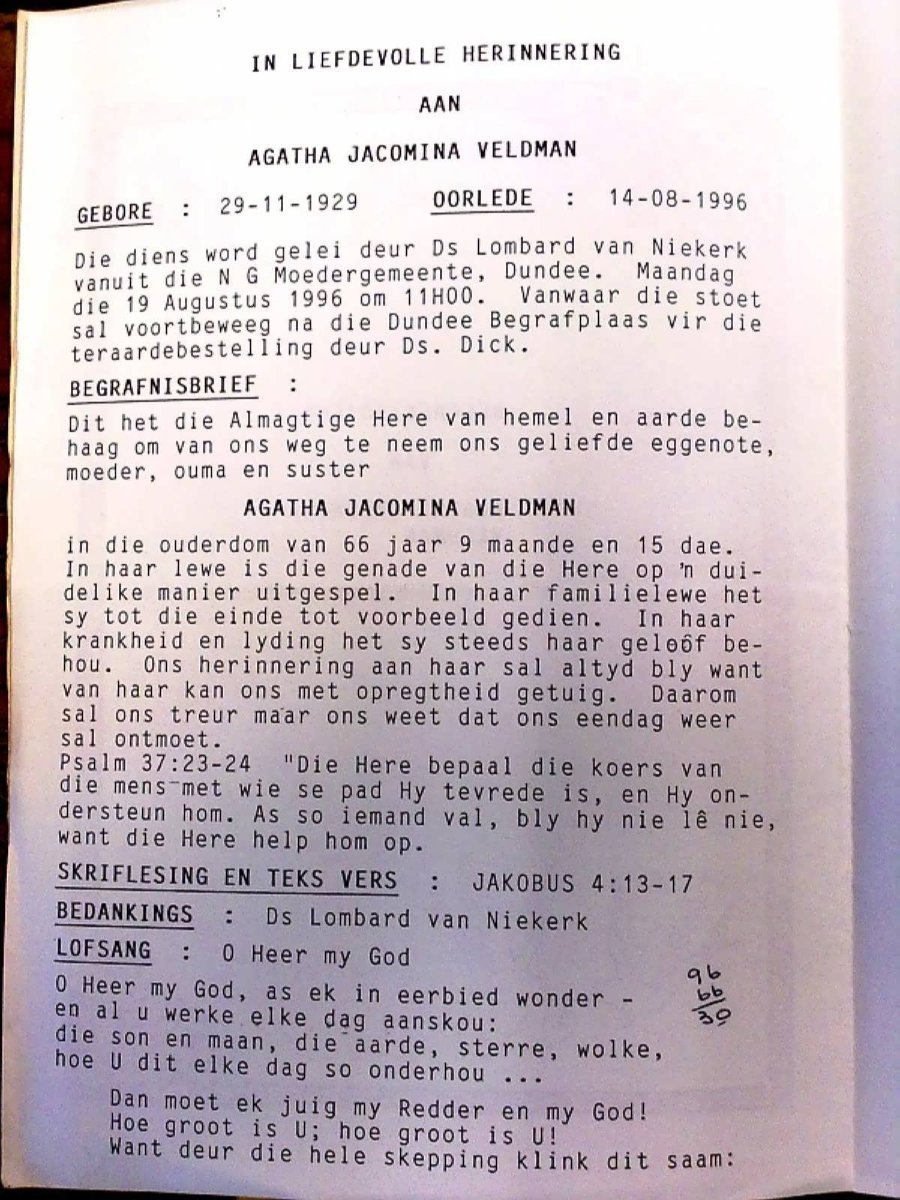 IN LIEFDEVOLLE HERINNERING
AAN
AGATHA JACOMINA VELDMAN
GEBORE : 29-11-1929 OORLEDE : 14-08-1996
Die diens word gelei deur Ds Lombard van Niekerk
vanuit die N G Moedergemeente, Dundee. Maandag
die 19 Augustus 1996 om 11H00. Vanwaar die stoet
sal voortbeweeg na die Dundee Begrafplaas vir die
teraardebestelling deur Ds. Dick.
BEGRAFNISBRIEF :
Dit het die Almagtige Here van hemel en aarde be-
haag om van ons weg te neem ons geliefde eggenote,
moeder, ouma en suster
AGATHA JACOMINA VELDMAN
in die ouderdom van 66 jaar 9 maande en 15 dae.
In haar lewe is die genade van die Here op 'n dui-
delike manier uitgespel. In haar familielewe het
sy tot die einde tot voorbeeld gedien. In haar
krankheid en lyding het sy steeds haar geloôf be-
hou. Ons herinnering aan haar sal altyd bly want
van haar kan ons met opregtheid getuig. Daarom
sal ons treur maar ons weet dat ons eendag weer
sal ontmoet.
Psalm 37:23-24 "Die Here bepaal die koers van
die mens met wie se pad Hy tevrede is, en Hy on-
dersteun hom. As so iemand val, bly hy nie lê nie,
want die Here help hom op.
SKRIFLESING EN TEKS VERS : JAKOBUS 4:13-17
BEDANKINGS : Ds Lombard van Niekerk
LOFSANG : O Heer my God
96
66
30
O Heer my God, as ek in eerbied wonder -
en al u werke elke dag aanskou:
die son en maan, die aarde, sterre, wolke,
hoe U dit elke dag so onderhou ...
Dan moet ek juig my Redder en my God!
Hoe groot is U; hoe groot is U!
Want deur die hele skepping klink dit saam: